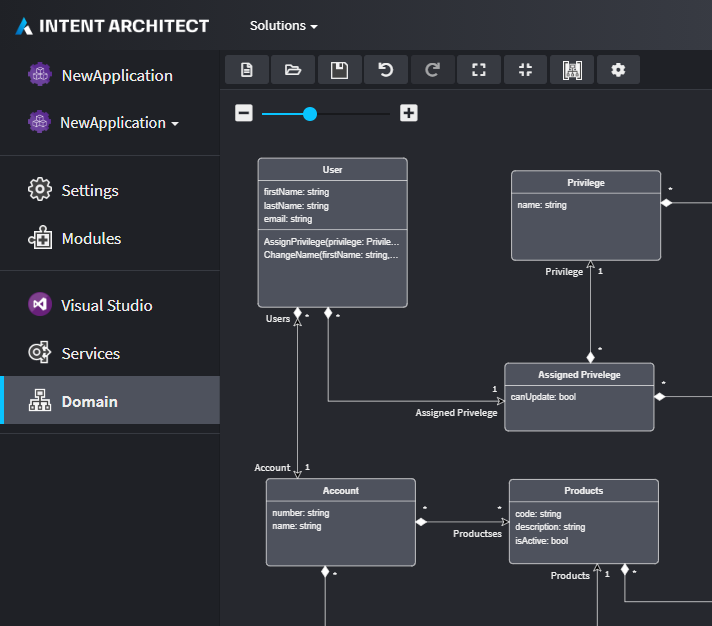 INTENT ARCHITECT
Solutions
NewApplication
NewApplication
Settings
Modules
Visual Studio
Services
Domain
User
firstName: string
lastName: string
email: string
AssignPrivilege(privilege: Privile...
ChangeName(firstName: string,...
Users
*
*
Privilege
name: string
*
Privilege
1
*
Assigned Privelege
canUpdate: bool
*
1
Assigned Privelege
Account
1
Account
number: string
name: string
*
*
Productses
*
Products
code: string
description: string
isActive: bool
Products
1
*